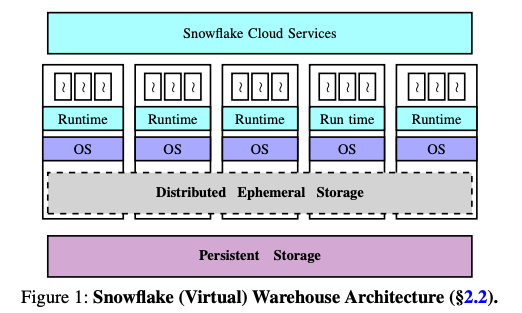 Snowflake Cloud Services
Runtime Runtime Runtime Run time Runtime
OS OS OS OS OS
Distributed Ephemeral Storage
Persistent Storage
Figure 1: Snowflake (Virtual) Warehouse Architecture (§2.2).